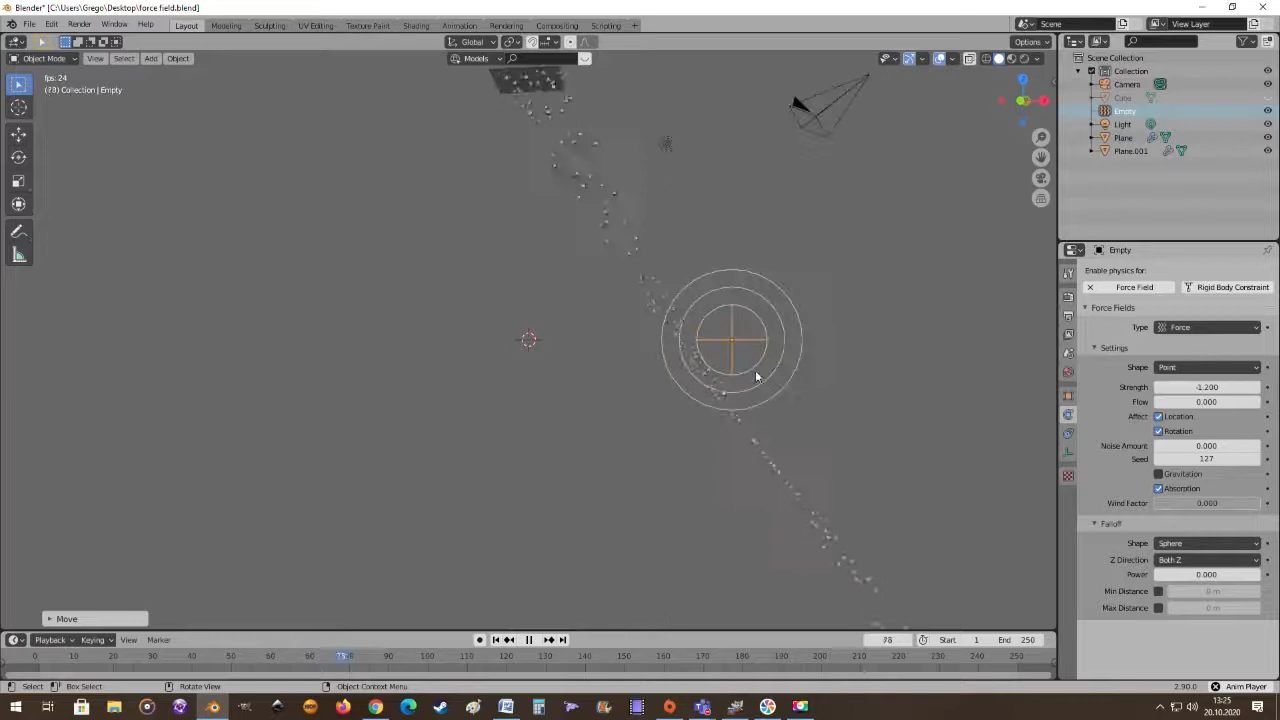 Blender* [C:\Users\Grego\Desktop\force field.blend]
File Edit Render Window Help Layout Modeling Sculpting UV Editing Texture Paint Shading Animation Rendering Compositing Scripting + Scene View Layer
Global Options
Object Mode View Select Add Object Models
fps: 24
(78) Collection | Empty
Z
X
Scene Collection
Collection
Camera
Cube
Empty
Light
Plane
Plane.001
Empty
Enable physics for:
Force Field Rigid Body Constraint
Force Fields
Type Force
Settings
Shape Point
Strength -1.200
Flow 0.000
Affect Location
Rotation
Noise Amount 0.000
Seed 127
Gravitation
Absorption
Wind Factor 0.000
Falloff
Shape Sphere
Z Direction Both Z
Power 0.000
Min Distance 0 m
Max Distance 0 m
Move
Playback Keying View Marker 78 Start 1 End 250
0 10 20 30 40 50 60 70 78 80 90 100 110 120 130 140 150 160 170 180 190 200 210 220 230 240 250
Select Box Select Rotate View Object Context Menu 2.90.0 Anim Player
13:25
20.10.2020